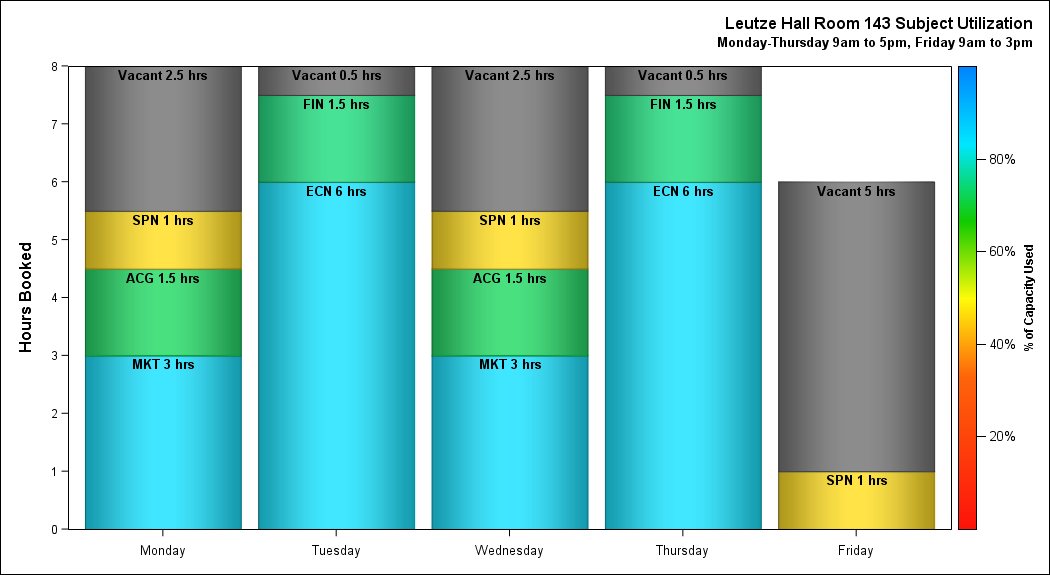 Leutze Hall Room 143 Subject Utilization
Monday-Thursday 9am to 5pm, Friday 9am to 3pm
Hours Booked
8
7
6
5
4
3
2
1
0
Vacant 2.5 hrs
SPN 1 hrs
ACG 1.5 hrs
MKT 3 hrs
Vacant 0.5 hrs
FIN 1.5 hrs
ECN 6 hrs
Vacant 2.5 hrs
SPN 1 hrs
ACG 1.5 hrs
MKT 3 hrs
Vacant 0.5 hrs
FIN 1.5 hrs
ECN 6 hrs
Vacant 5 hrs
SPN 1 hrs
Monday
Tuesday
Wednesday
Thursday
Friday
80%
60%
40%
20%
% of Capacity Used